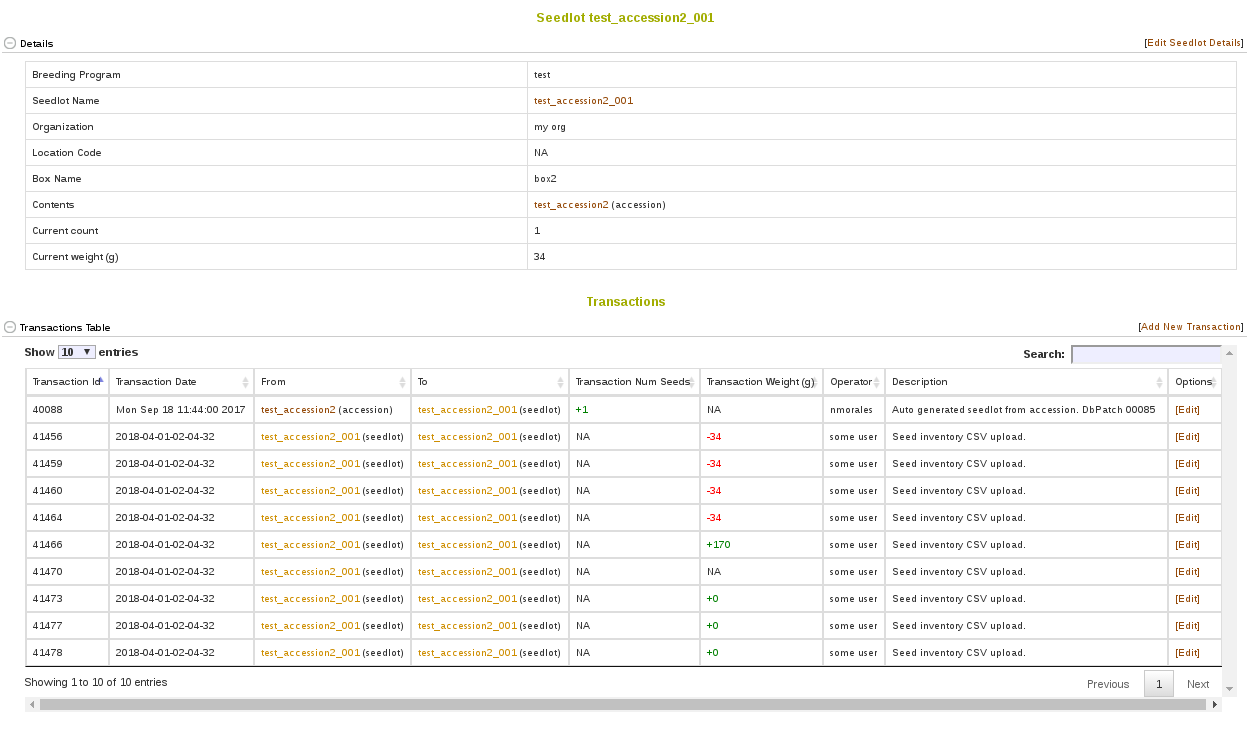 Seedlot test_accession2_001
Details [Edit Seedlot Details]
Breeding Program test
Seedlot Name test_accession2_001
Organization my org
Location Code NA
Box Name box2
Contents test_accession2 (accession)
Current count 1
Current weight (g) 34
Transactions
Transactions Table [Add New Transaction]
Show 10 entries Search:
Transaction Id Transaction Date From To Transaction Num Seeds Transaction Weight (g) Operator Description Options
40088 Mon Sep 18 11:44:00 2017 test_accession2 (accession) test_accession2_001 (seedlot) +1 NA nmorales Auto generated seedlot from accession. DbPatch 00085 [Edit]
41456 2018-04-01-02-04-32 test_accession2_001 (seedlot) test_accession2_001 (seedlot) NA -34 some user Seed inventory CSV upload. [Edit]
41459 2018-04-01-02-04-32 test_accession2_001 (seedlot) test_accession2_001 (seedlot) NA -34 some user Seed inventory CSV upload. [Edit]
41460 2018-04-01-02-04-32 test_accession2_001 (seedlot) test_accession2_001 (seedlot) NA -34 some user Seed inventory CSV upload. [Edit]
41464 2018-04-01-02-04-32 test_accession2_001 (seedlot) test_accession2_001 (seedlot) NA -34 some user Seed inventory CSV upload. [Edit]
41466 2018-04-01-02-04-32 test_accession2_001 (seedlot) test_accession2_001 (seedlot) NA +170 some user Seed inventory CSV upload. [Edit]
41470 2018-04-01-02-04-32 test_accession2_001 (seedlot) test_accession2_001 (seedlot) NA NA some user Seed inventory CSV upload. [Edit]
41473 2018-04-01-02-04-32 test_accession2_001 (seedlot) test_accession2_001 (seedlot) NA +0 some user Seed inventory CSV upload. [Edit]
41477 2018-04-01-02-04-32 test_accession2_001 (seedlot) test_accession2_001 (seedlot) NA +0 some user Seed inventory CSV upload. [Edit]
41478 2018-04-01-02-04-32 test_accession2_001 (seedlot) test_accession2_001 (seedlot) NA +0 some user Seed inventory CSV upload. [Edit]
Showing 1 to 10 of 10 entries Previous 1 Next